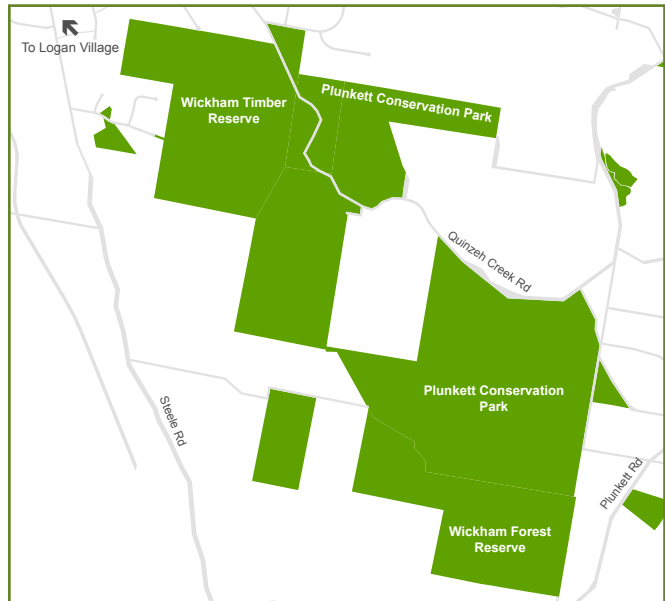 To Logan Village
Plunkett Conservation Park
Wickham Timber
Reserve
Quinzeh Creek Rd
Plunkett Conservation
Park
Steele Rd
Plunkett Rd
Wickham Forest
Reserve